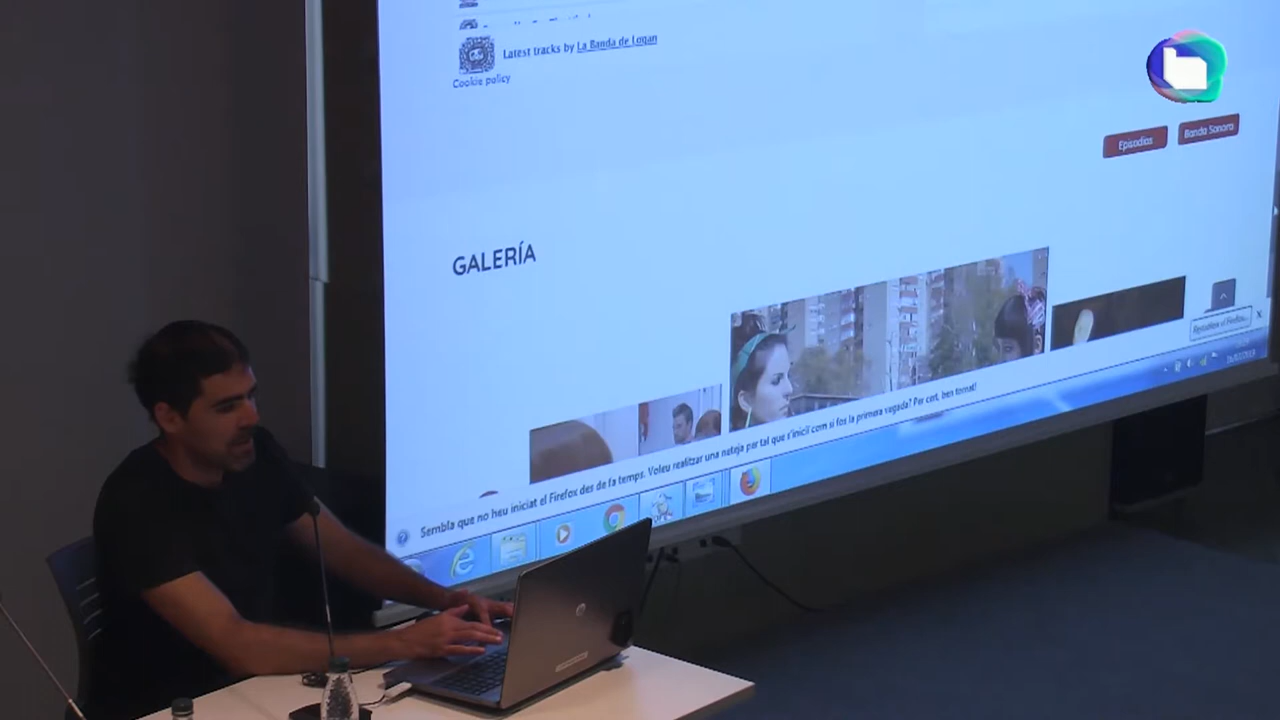 Latest tracks by La Banda de Logan
Cookie policy
Episodios
Banda Sonora
GALERÍA
Sembla que no heu iniciat el Firefox des de fa temps. Voleu realitzar una neteja per tal que s'iniciï com si fos la primera vegada? Per cert, ben tornat!
hp